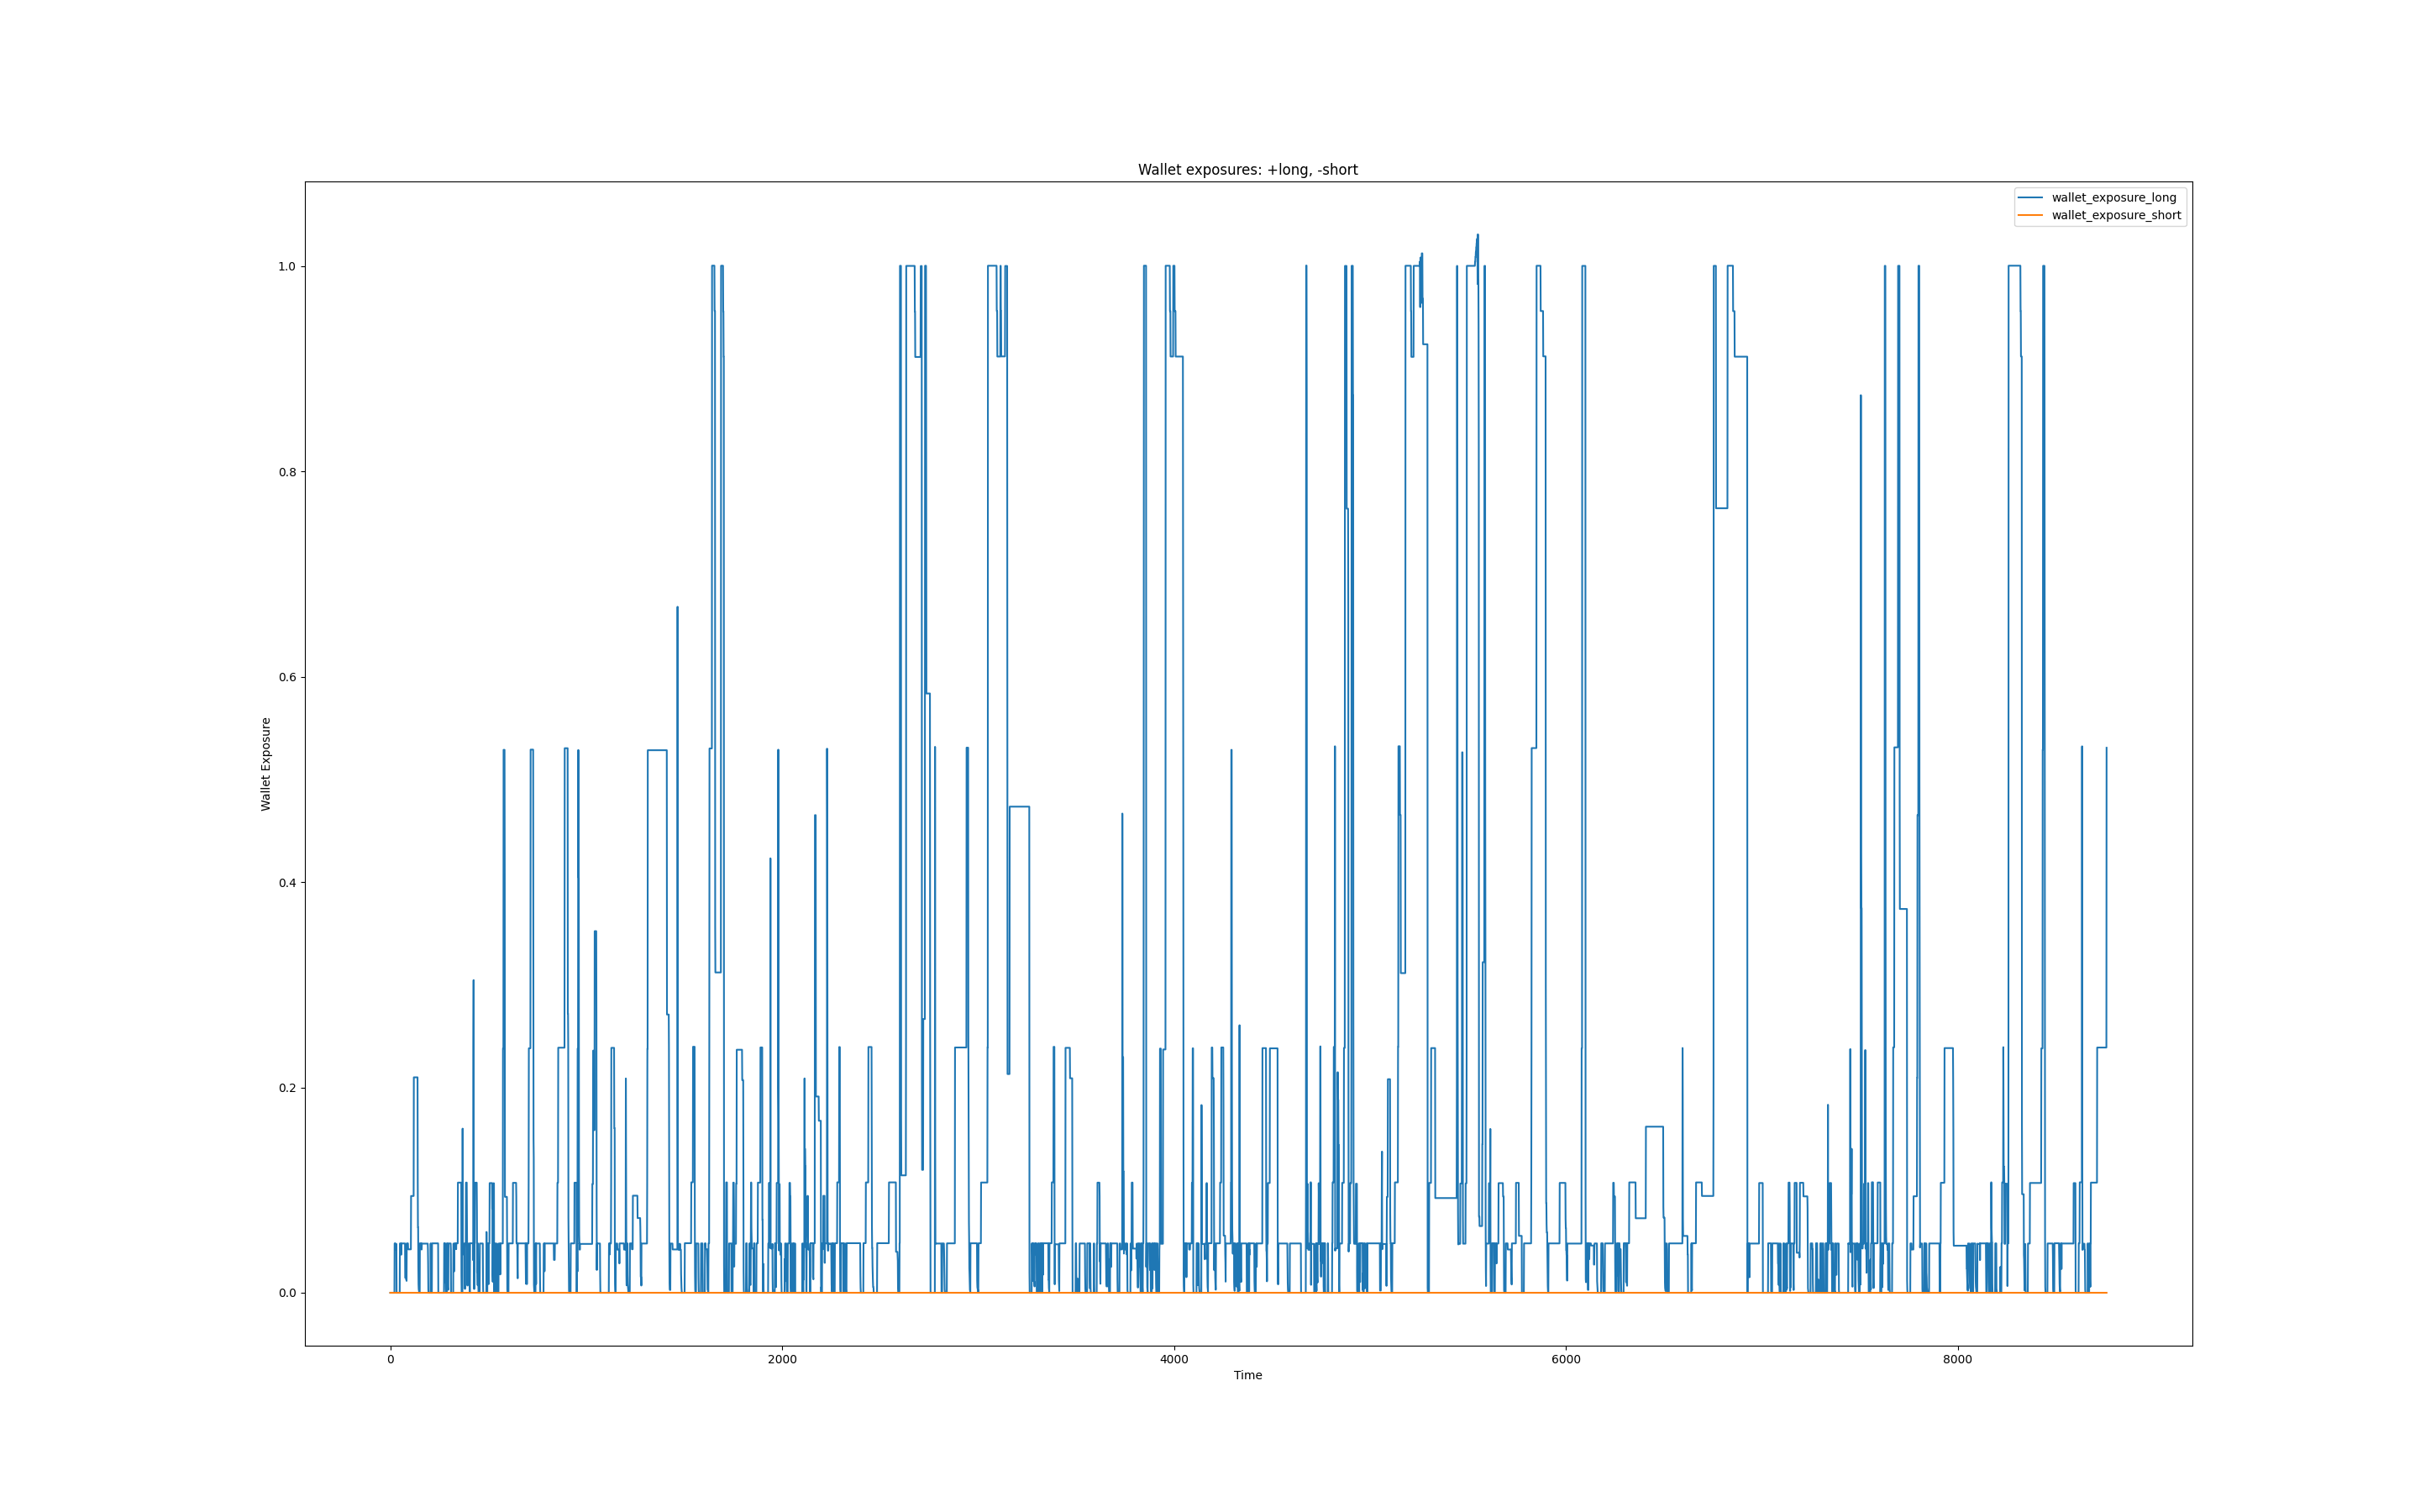 Wallet exposures: +long, -short
wallet_exposure_long
wallet_exposure_short
1.0
0.8
0.6
0.4
0.2
0.0
Wallet Exposure
0 2000 4000 6000 8000
Time